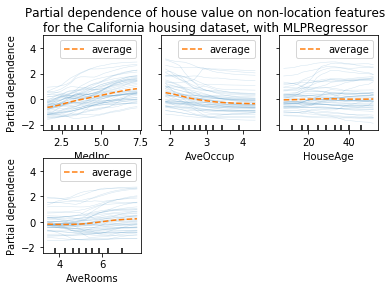 Partial dependence of house value on non-location features
for the California housing dataset, with MLPRegressor
Partial dependence
4
2
0
−2
average
average
average
2.5
5.0
7.5
MedInc
2
3
4
AveOccup
20
40
HouseAge
Partial dependence
4
2
0
−2
average
4
6
AveRooms